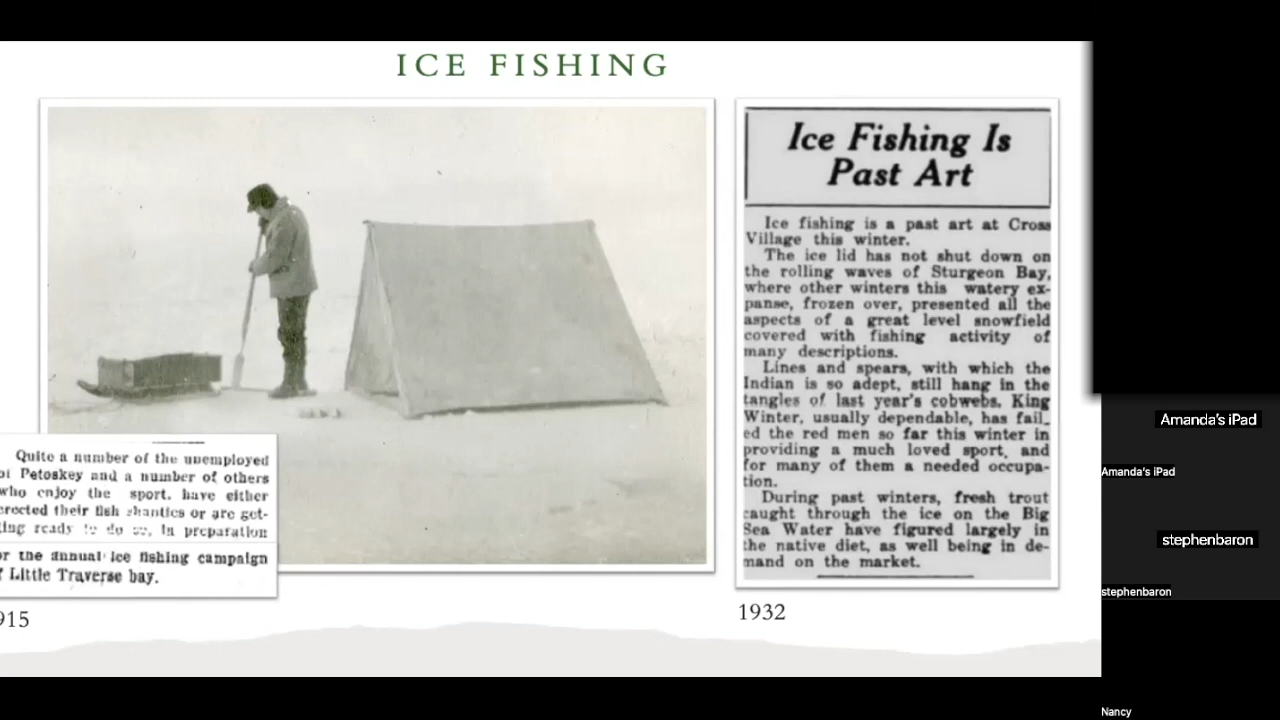 ICE FISHING
Quite a number of the unemployed
Petoskey and a number of others
who enjoy the sport, have either
erected their fish shanties or are get-
ting ready to do so, in preparation
or the annual ice fishing campaign
Little Traverse bay.
915
Ice Fishing Is
Past Art
Ice fishing is a past art at Cross
Village this winter.
The ice lid has not shut down on
the rolling waves of Sturgeon Bay,
where other winters this watery ex-
panse, frozen over, presented all the
aspects of a great level snowfield
covered with fishing activity of
many descriptions.
Lines and spears, with which the
Indian is so adept, still hang in the
tangles of last year's cobwebs. King
Winter, usually dependable, has fail_
ed the red men so far this winter in
providing a much loved sport, and
for many of them a needed occupa-
tion.
During past winters, fresh trout
caught through the ice on the Big
Sea Water have figured largely in
the native diet, as well being in de-
mand on the market.
1932
Amanda's iPad
Amanda's iPad
stephenbaron
stephenbaron
Nancy